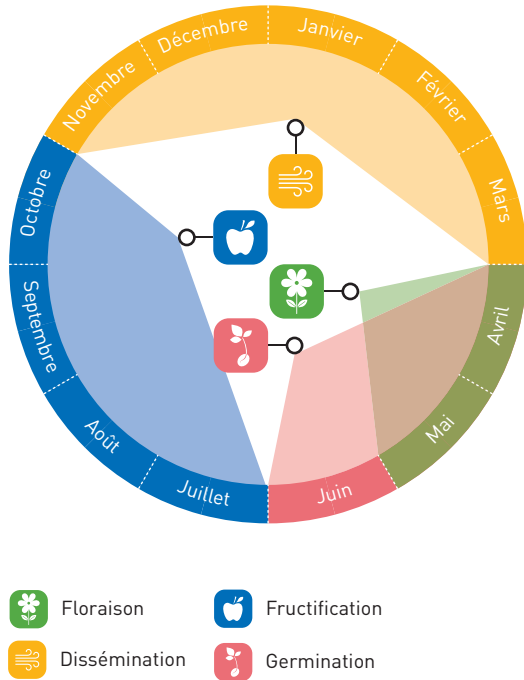 Janvier
Février
Mars
Avril
Mai
Juin
Juillet
Août
Septembre
Octobre
Novembre
Décembre
Floraison
Fructification
Dissémination
Germination